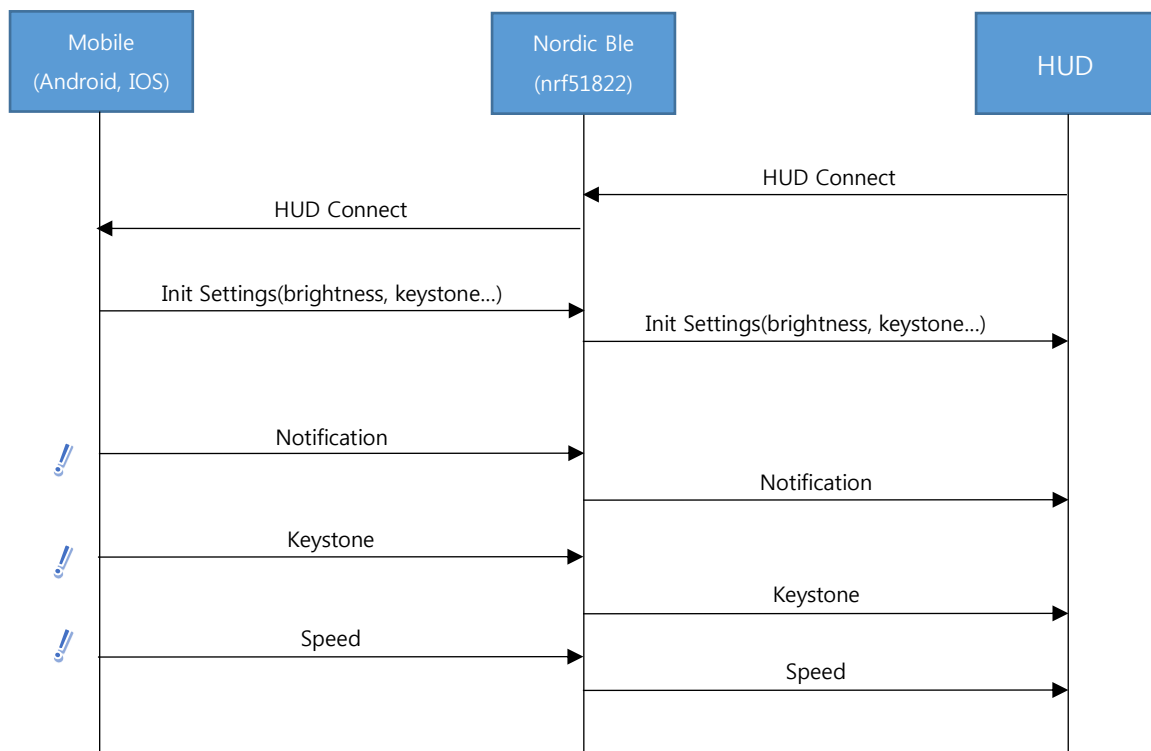 Mobile
(Android, IOS)
Nordic Ble
(nrf51822)
HUD
HUD Connect
HUD Connect
Init Settings(brightness, keystone...)
Init Settings(brightness, keystone...)
Notification
Notification
Keystone
Keystone
Speed
Speed